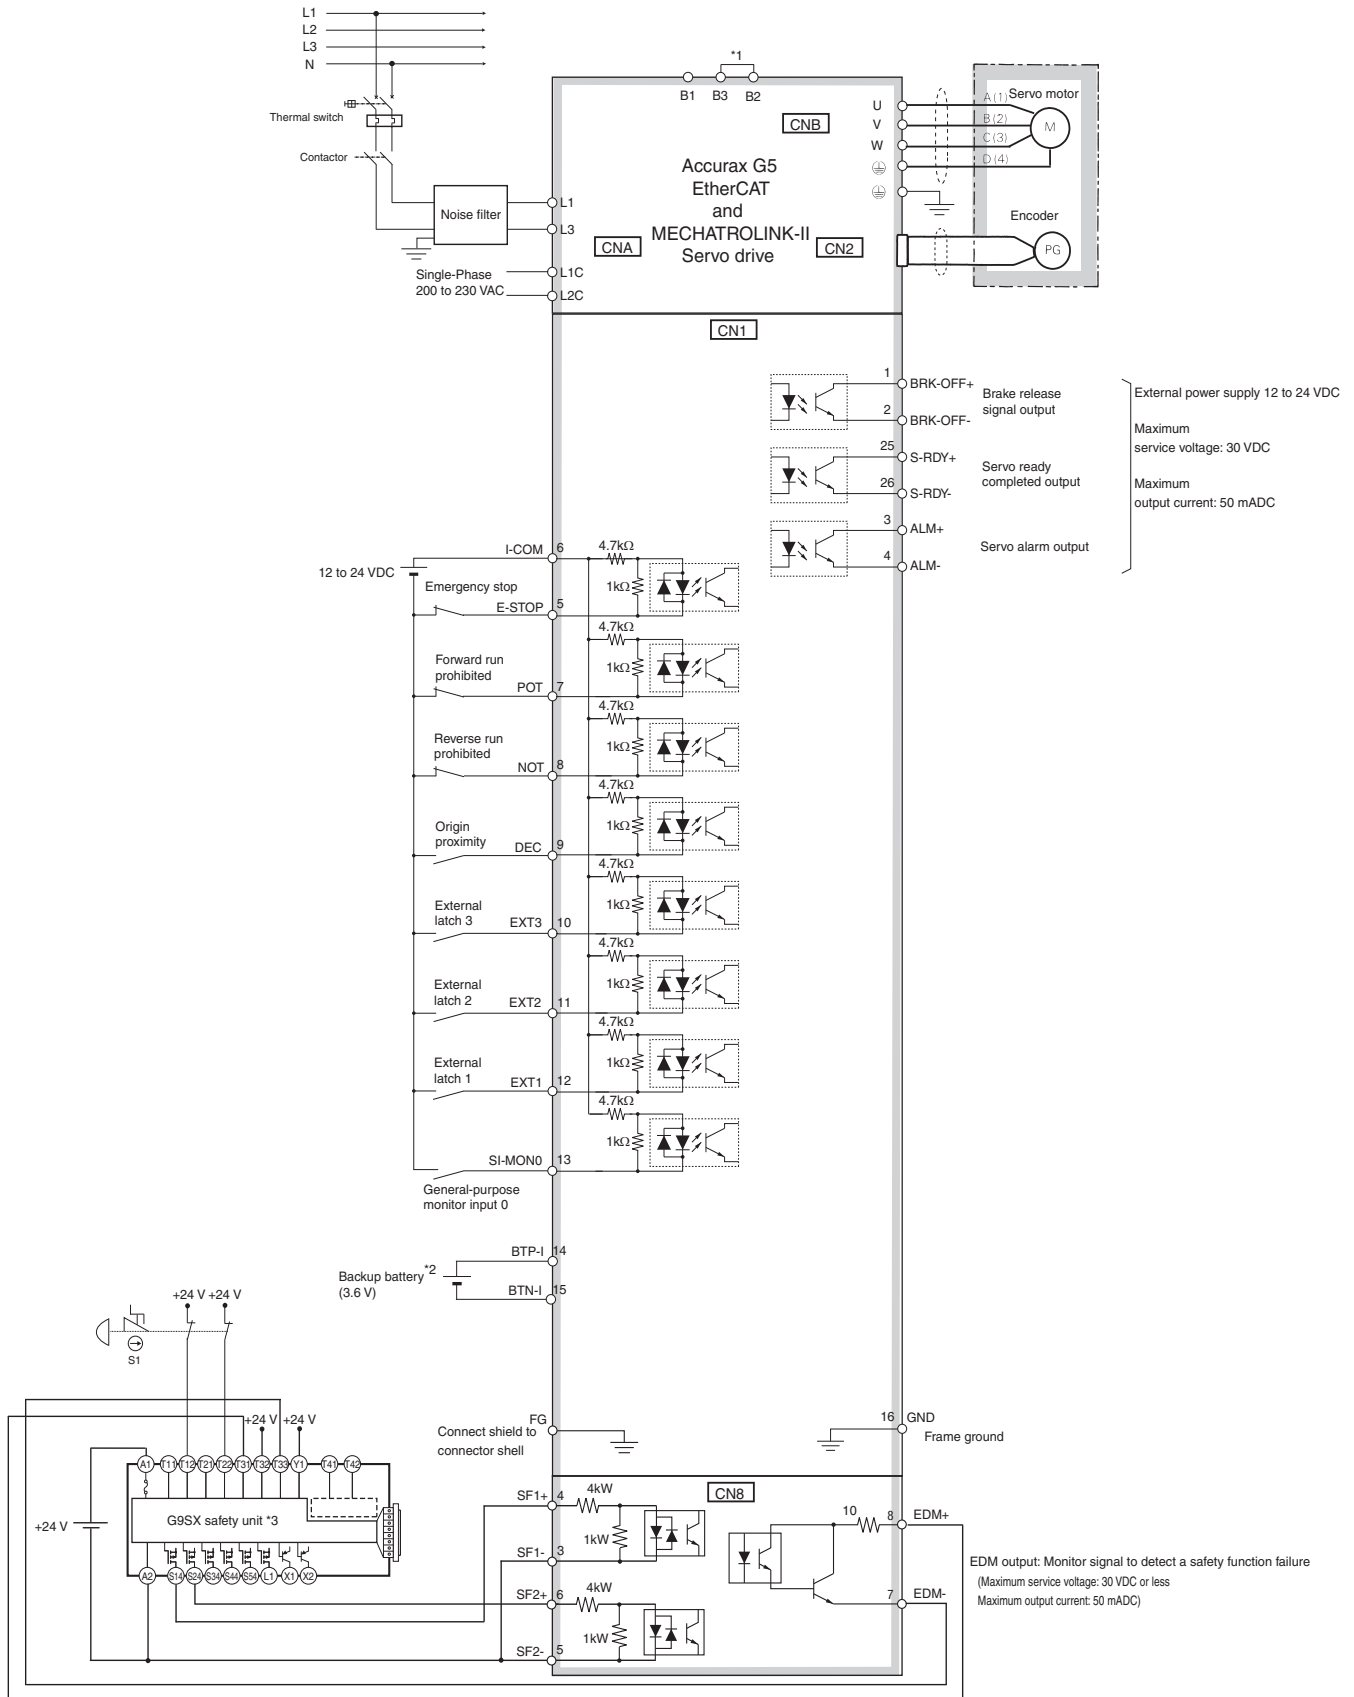 L1
L2
L3
N
Thermal switch
Contactor
Noise filter
L1
L3
Single-Phase
200 to 230 VAC
L1C
L2C
*1
B1
B3
B2
CNB
Accurax G5
EtherCAT
and
MECHATROLINK-II
Servo drive
CNA
CN2
U
V
W
A (1)
B (2)
C (3)
D (4)
Servo motor
M
Encoder
PG
CN1
1
BRK-OFF+
Brake release
signal output
2
BRK-OFF-
25
S-RDY+
Servo ready
completed output
26
S-RDY-
3
ALM+
Servo alarm output
4
ALM-
External power supply 12 to 24 VDC
Maximum
service voltage: 30 VDC
Maximum
output current: 50 mADC
12 to 24 VDC
I-COM
6
4.7kΩ
1kΩ
Emergency stop
E-STOP
5
4.7kΩ
1kΩ
Forward run
prohibited
POT
7
4.7kΩ
1kΩ
Reverse run
prohibited
NOT
8
4.7kΩ
1kΩ
Origin
proximity
DEC
9
4.7kΩ
1kΩ
External
latch 3
EXT3
10
4.7kΩ
1kΩ
External
latch 2
EXT2
11
4.7kΩ
1kΩ
External
latch 1
EXT1
12
4.7kΩ
1kΩ
SI-MON0
13
General-purpose
monitor input 0
BTP-I
14
Backup battery *2
(3.6 V)
BTN-I
15
+24 V +24 V
S1
+24 V +24 V
FG
Connect shield to
connector shell
16
GND
Frame ground
A1 T11 T12 T21 T22 T31 T32 T33 Y1 T41 T42
G9SX safety unit *3
+24 V
A2 S14 S24 S34 S44 S54 L1 X1 X2
CN8
SF1+
4
4kW
1kW
SF1-
3
SF2+
6
4kW
1kW
SF2-
5
10
8
EDM+
7
EDM-
EDM output: Monitor signal to detect a safety function failure
(Maximum service voltage: 30 VDC or less
Maximum output current: 50 mADC)